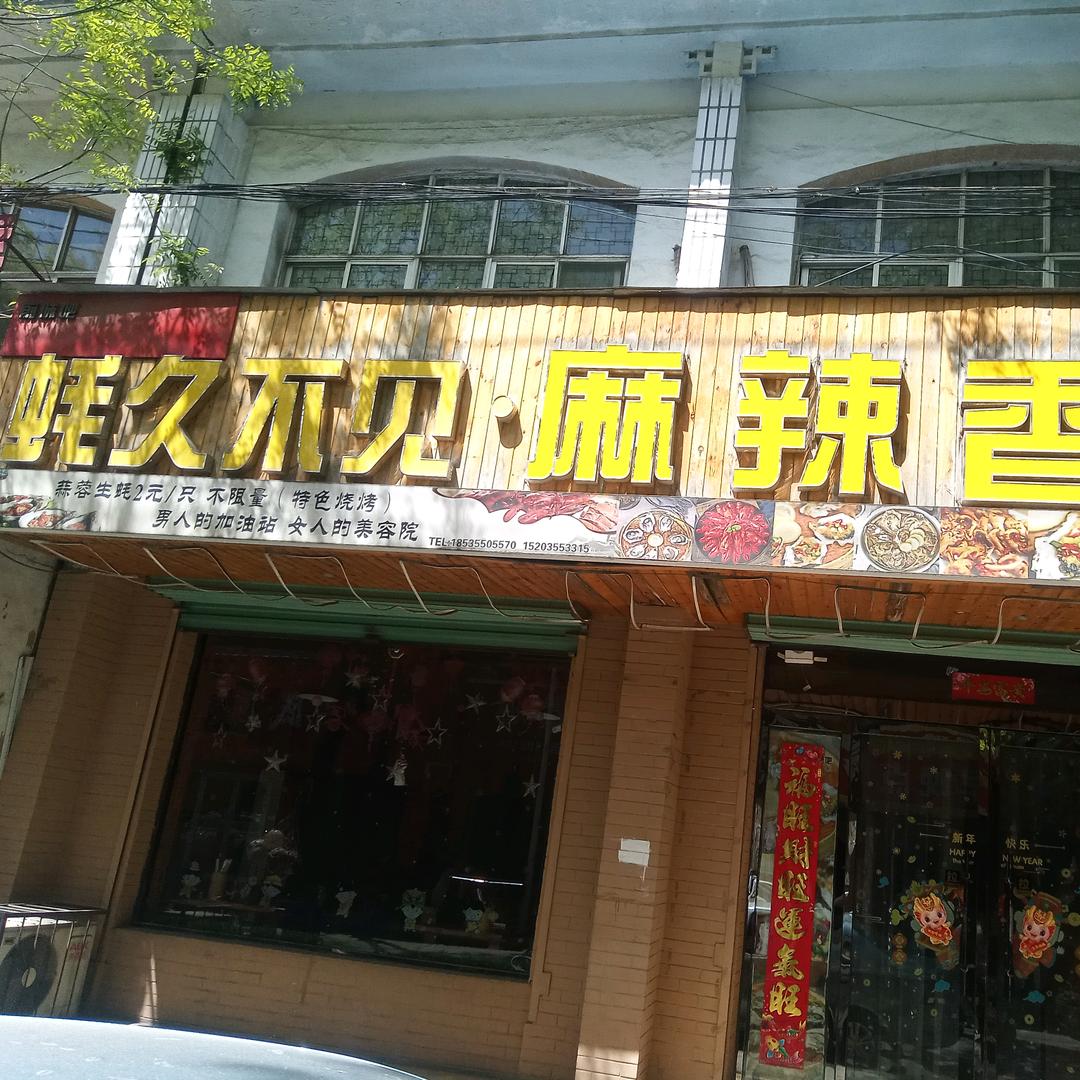 蚝久不见·麻辣香
蒜蓉生蚝2元/只 不限量（特色烧烤）
男人的加油站 女人的美容院
TEL:18535505570 15203553315
新年 快乐
HAPPY NEW YEAR
福旺财旺运气旺